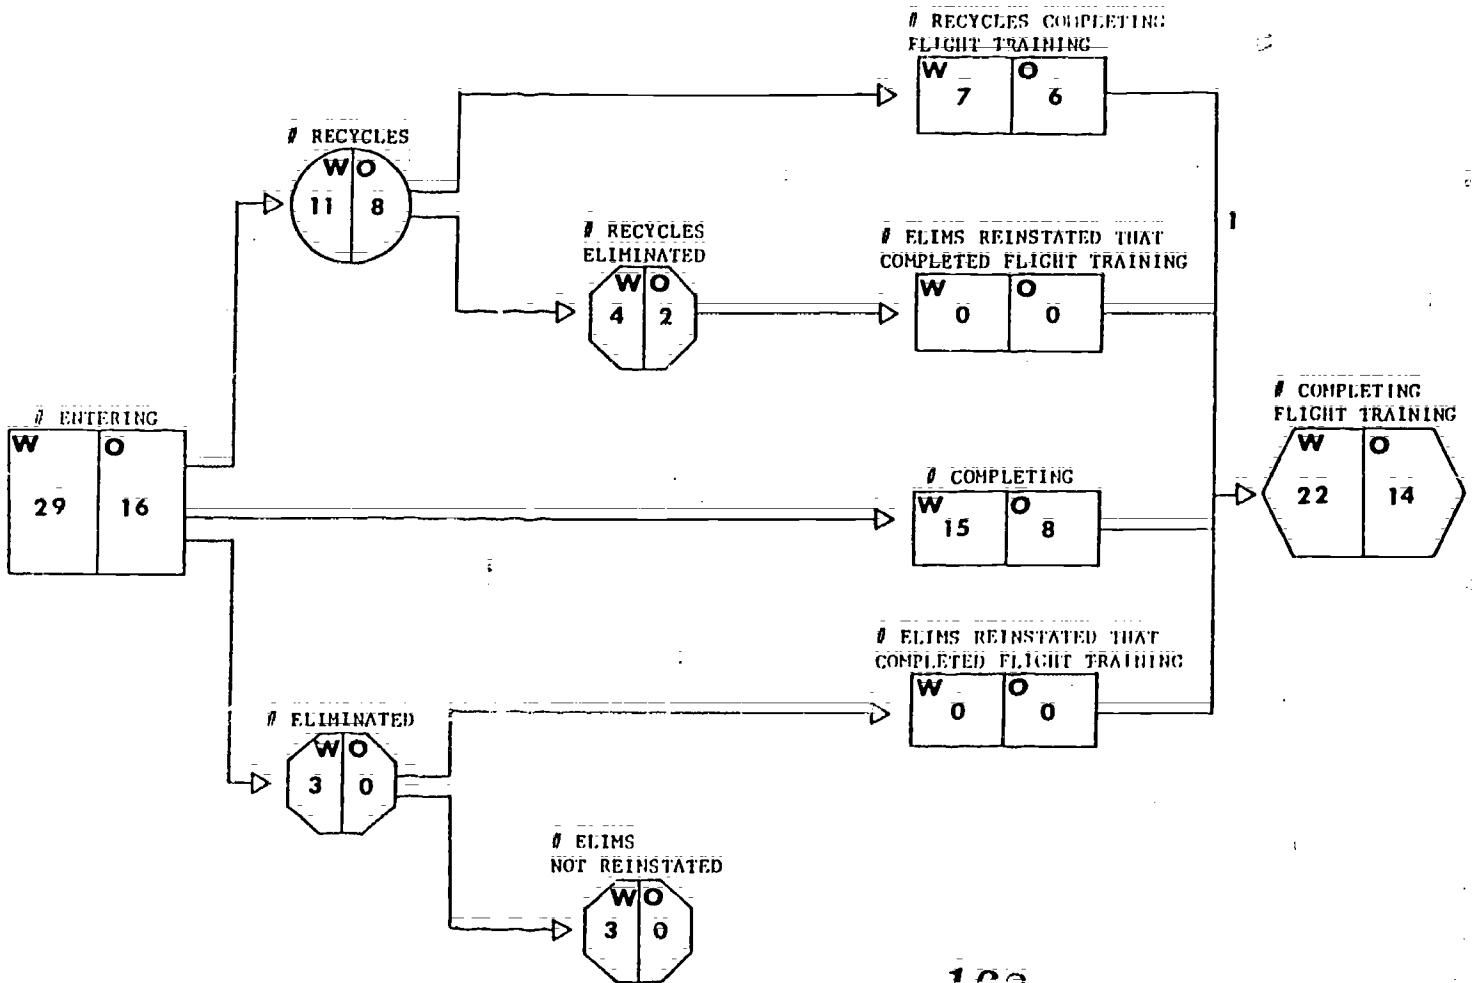 # RECYCLES COMPLETING
FLIGHT TRAINING
W O
7 6
# RECYCLES
W O
11 8
1
# RECYCLES
ELIMINATED
W O
4 2
# ELIMS REINSTATED THAT
COMPLETED FLIGHT TRAINING
W O
0 0
# ENTERING
W O
29 16
# COMPLETING
W O
15 8
# COMPLETING
FLIGHT TRAINING
W O
22 14
# ELIMS REINSTATED THAT
COMPLETED FLIGHT TRAINING
W O
0 0
# ELIMINATED
W O
3 0
# ELIMS
NOT REINSTATED
W O
3 0